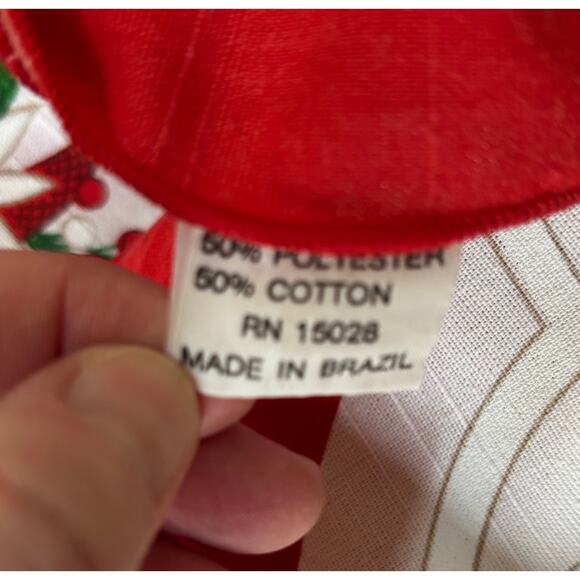 50% POLYESTER
50% COTTON
RN 15028
MADE IN BRAZIL